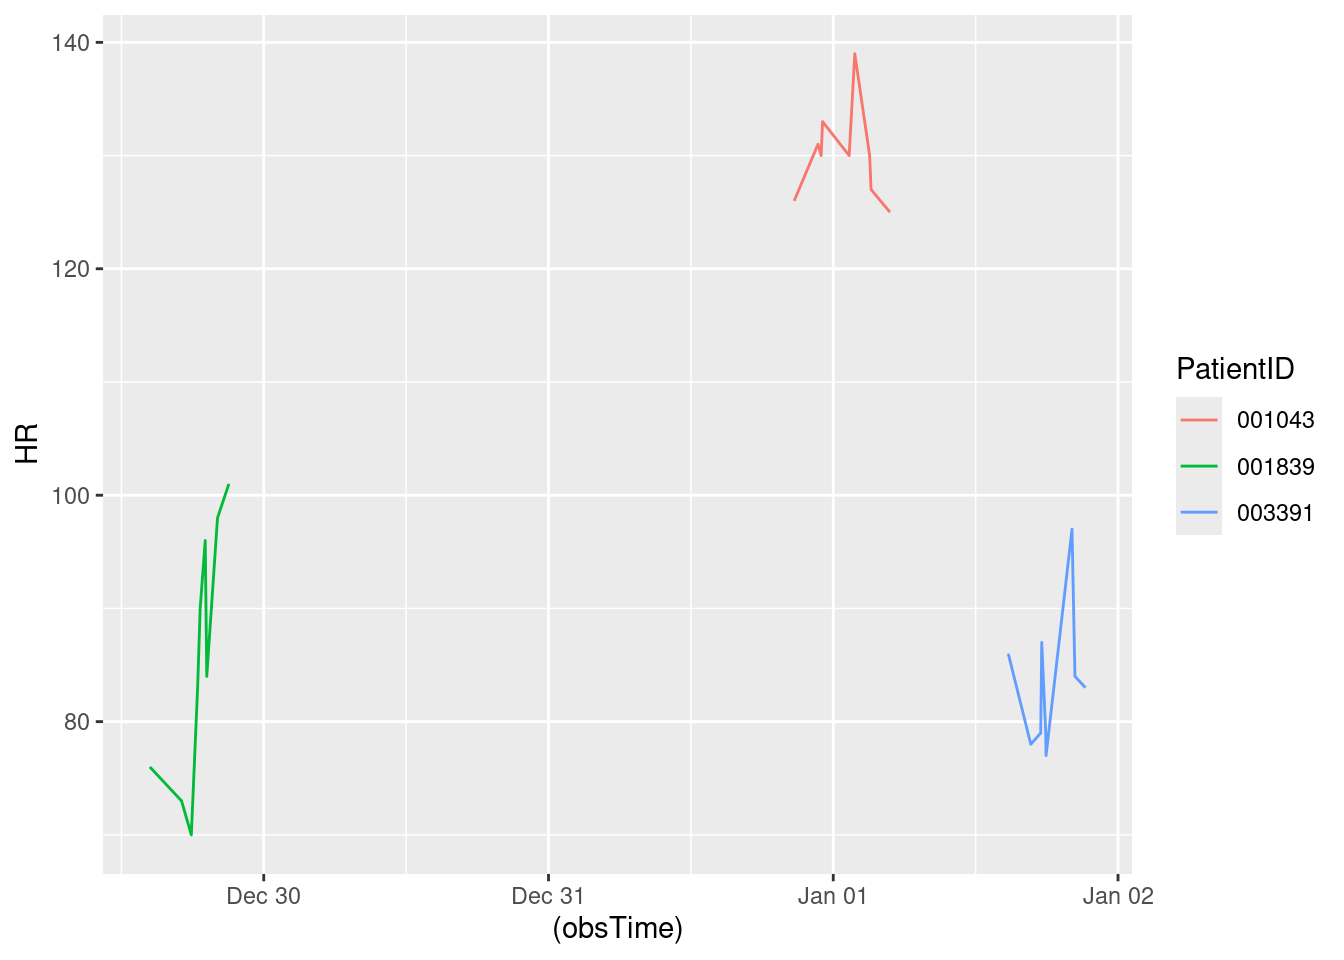 140
120
100
80
HR
Dec 30
Dec 31
Jan 01
Jan 02
(obsTime)
PatientID
001043
001839
003391